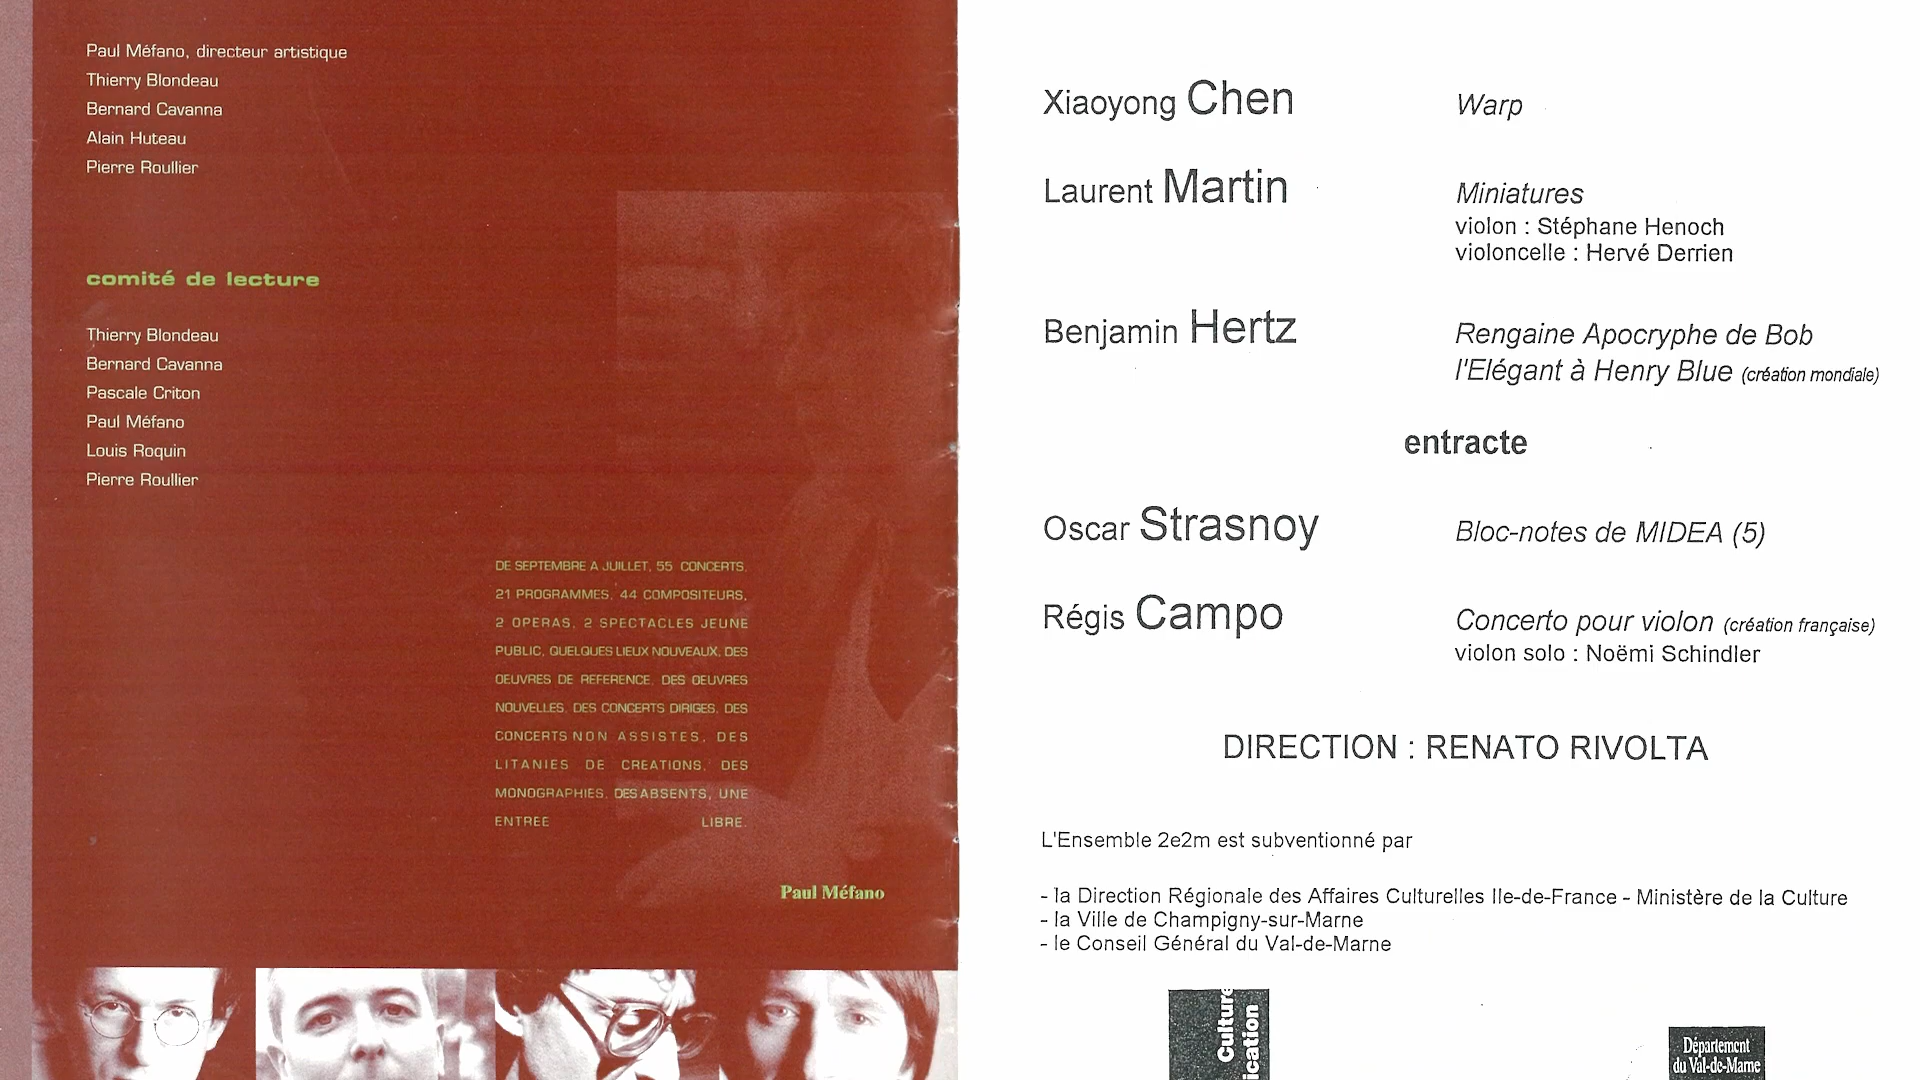 Paul Méfano, directeur artistique
Thierry Blondeau
Bernard Cavanna
Alain Huteau
Pierre Roullier
comité de lecture
Thierry Blondeau
Bernard Cavanna
Pascale Criton
Paul Méfano
Louis Roquin
Pierre Roullier
DE SEPTEMBRE A JUILLET, 55 CONCERTS,
21 PROGRAMMES, 44 COMPOSITEURS,
2 OPERAS, 2 SPECTACLES JEUNE
PUBLIC, QUELQUES LIEUX NOUVEAUX, DES
OEUVRES DE REFERENCE, DES OEUVRES
NOUVELLES, DES CONCERTS DIRIGES, DES
CONCERTS NON ASSISTES, DES
LITANIES DE CREATIONS, DES
MONOGRAPHIES, DES ABSENTS, UNE
ENTREE LIBRE.
Paul Méfano
Xiaoyong Chen Warp
Laurent Martin Miniatures
violon : Stéphane Henoch
violoncelle : Hervé Derrien
Benjamin Hertz Rengaine Apocryphe de Bob
l'Elégant à Henry Blue (création mondiale)
entracte
Oscar Strasnoy Bloc-notes de MIDEA (5)
Régis Campo Concerto pour violon (création française)
violon solo : Noëmi Schindler
DIRECTION : RENATO RIVOLTA
L'Ensemble 2e2m est subventionné par
- la Direction Régionale des Affaires Culturelles Ile-de-France - Ministère de la Culture
- la Ville de Champigny-sur-Marne
- le Conseil Général du Val-de-Marne
Culture
ication
Département
du Val-de-Marne